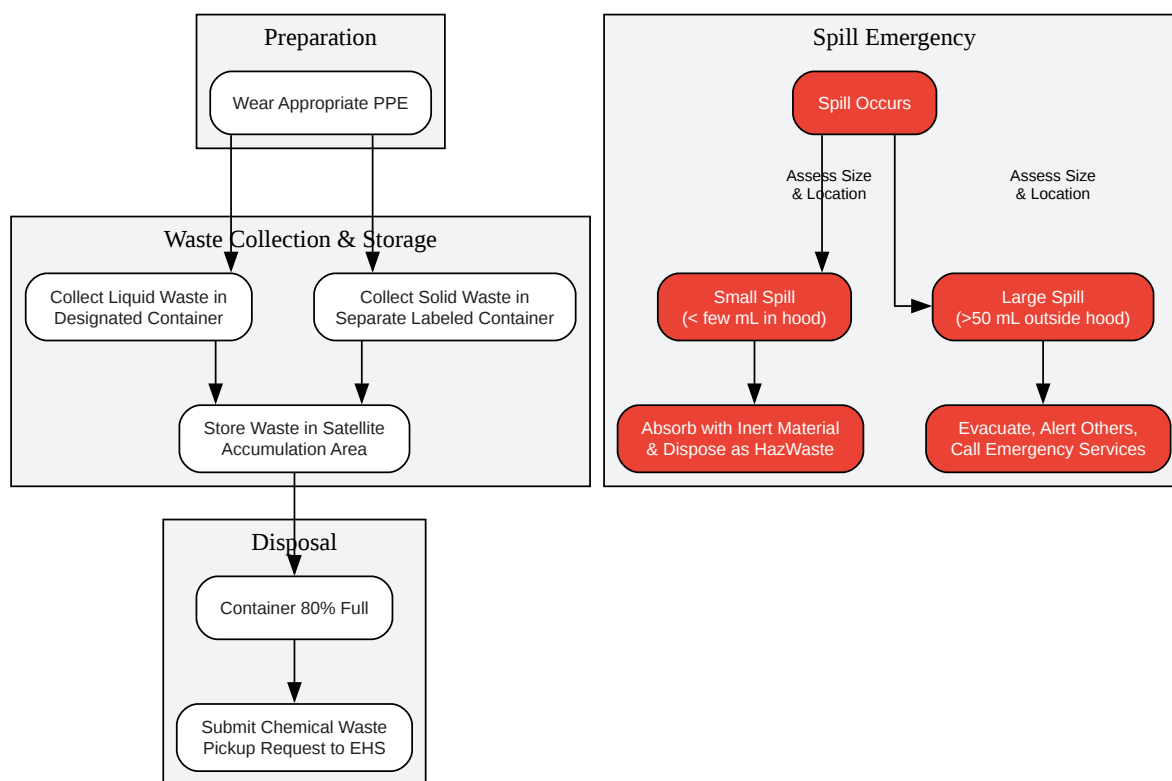 Preparation
Wear Appropriate PPE
Waste Collection & Storage
Collect Liquid Waste in
Designated Container
Collect Solid Waste in
Separate Labeled Container
Store Waste in Satellite
Accumulation Area
Disposal
Container 80% Full
Submit Chemical Waste
Pickup Request to EHS
Spill Emergency
Spill Occurs
Assess Size
& Location
Assess Size
& Location
Small Spill
(< few mL in hood)
Large Spill
(>50 mL outside hood)
Absorb with Inert Material
& Dispose as HazWaste
Evacuate, Alert Others,
Call Emergency Services